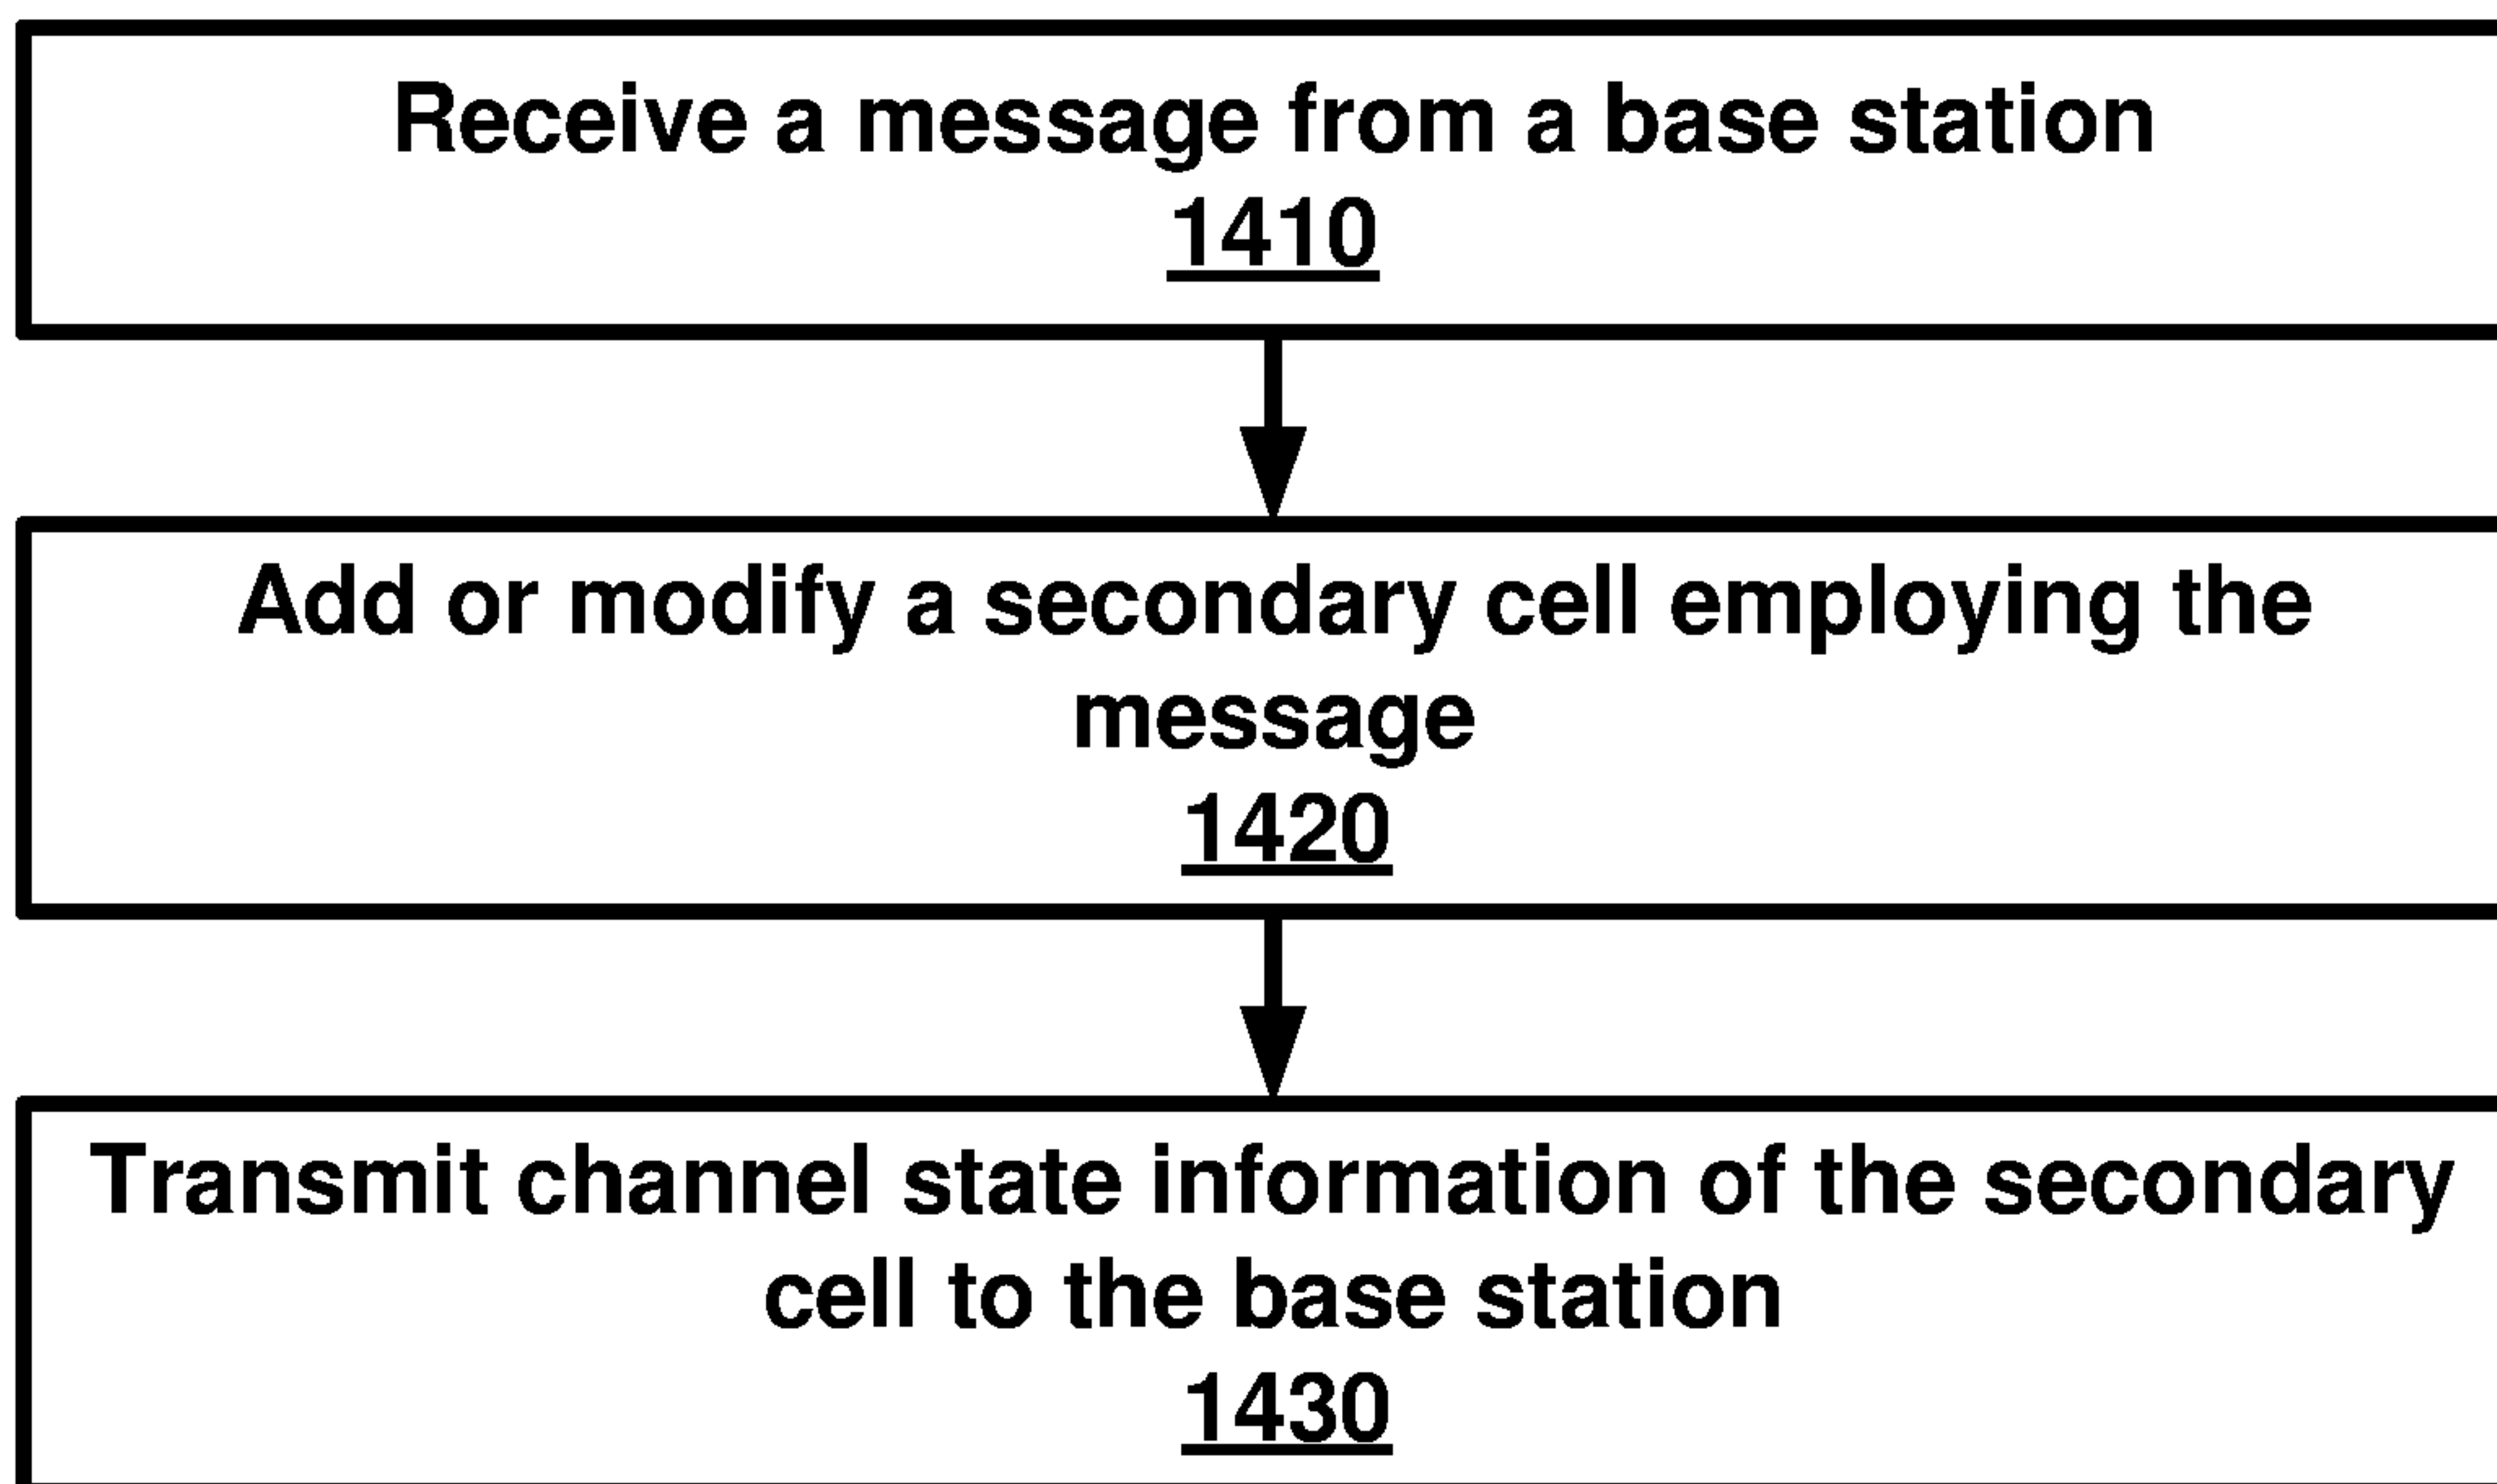 Receive a message from a base station
1410
Add or modify a secondary cell employing the
message
1420
Transmit channel state information of the secondary
cell to the base station
1430